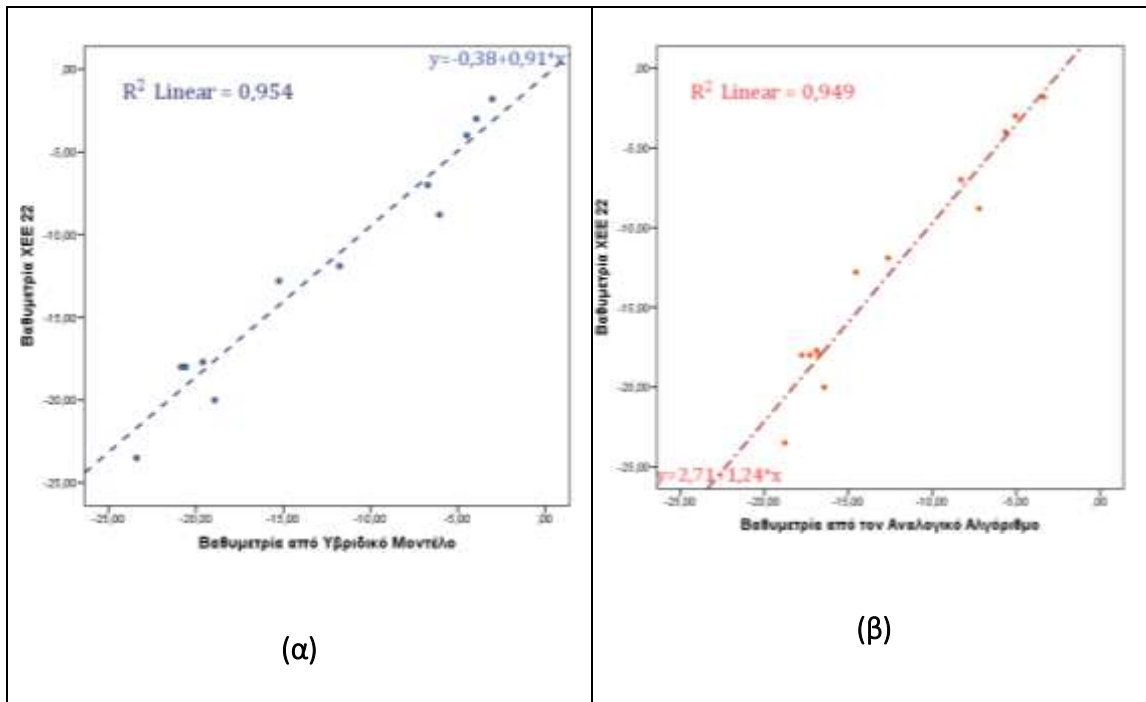 y=-0,38+0,91*x
R² Linear = 0,954
,00
-5,00
-10,00
-15,00
-20,00
-25,00
Βαθυμετρία ΧΕΕ 22
-25,00
-20,00
-15,00
-10,00
-5,00
,00
Βαθυμετρία από Υβριδικό Μοντέλο
(α)
R² Linear = 0,949
,00
-5,00
-10,00
-15,00
-20,00
-25,00
Βαθυμετρία ΧΕΕ 22
y=2,71+1,24*x
-25,00
-20,00
-15,00
-10,00
-5,00
,00
Βαθυμετρία από τον Αναλογικό Αλγόριθμο
(β)